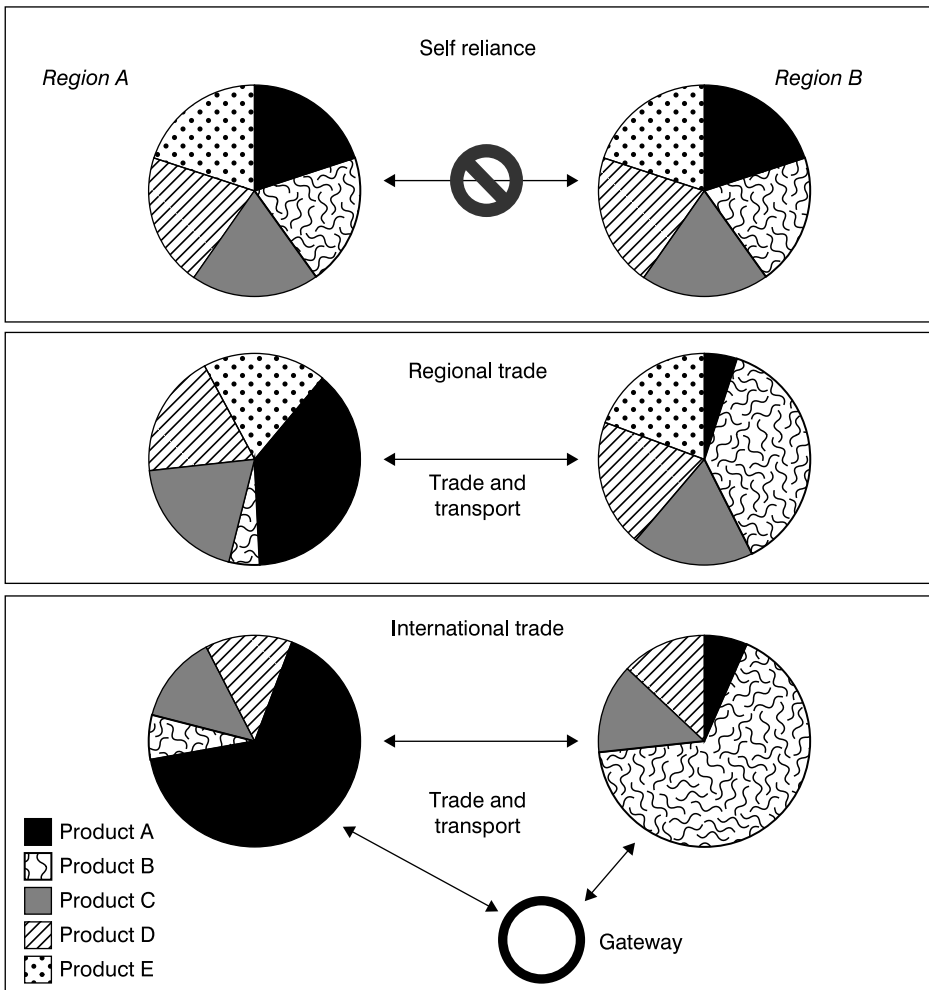 Self reliance
Region A
Region B
Regional trade
Trade and
transport
International trade
Trade and
transport
Product A
Product B
Product C
Product D
Product E
Gateway